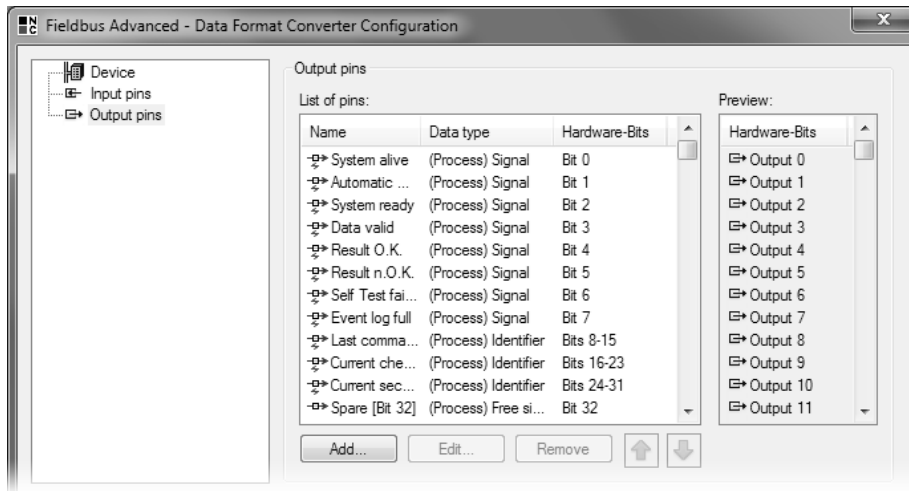 Fieldbus Advanced - Data Format Converter Configuration
Device
Input pins
Output pins
Output pins
List of pins:
Preview:
Name Data type Hardware-Bits
System alive (Process) Signal Bit 0
Automatic ... (Process) Signal Bit 1
System ready (Process) Signal Bit 2
Data valid (Process) Signal Bit 3
Result O.K. (Process) Signal Bit 4
Result n.O.K. (Process) Signal Bit 5
Self Test fai... (Process) Signal Bit 6
Event log full (Process) Signal Bit 7
Last comma... (Process) Identifier Bits 8-15
Current che... (Process) Identifier Bits 16-23
Current sec... (Process) Identifier Bits 24-31
Spare [Bit 32] (Process) Free si... Bit 32
Hardware-Bits
Output 0
Output 1
Output 2
Output 3
Output 4
Output 5
Output 6
Output 7
Output 8
Output 9
Output 10
Output 11
Add... Edit... Remove